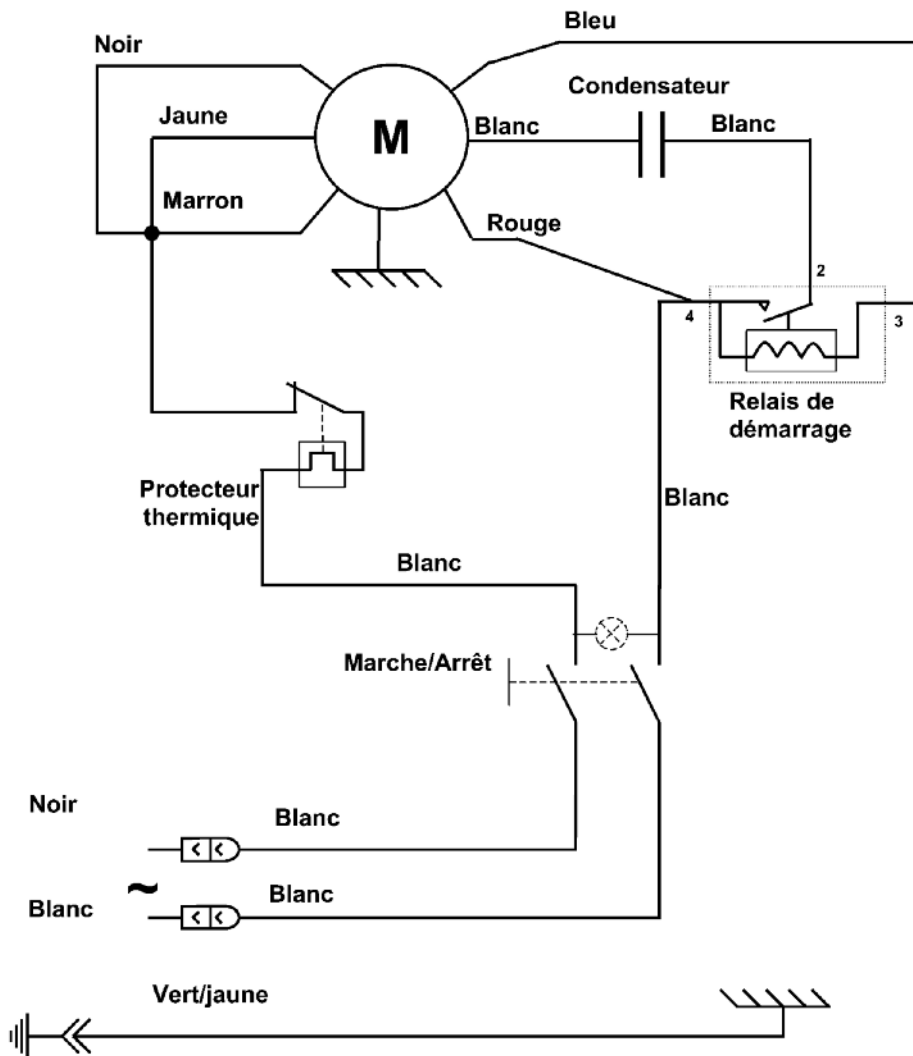 Bleu
Noir
Condensateur
Jaune
Blanc
Blanc
M
Marron
Rouge
2
4
3
Relais de
démarrage
Protecteur
thermique
Blanc
Blanc
Marche/Arrêt
Noir
Blanc
~
Blanc
Blanc
Vert/jaune